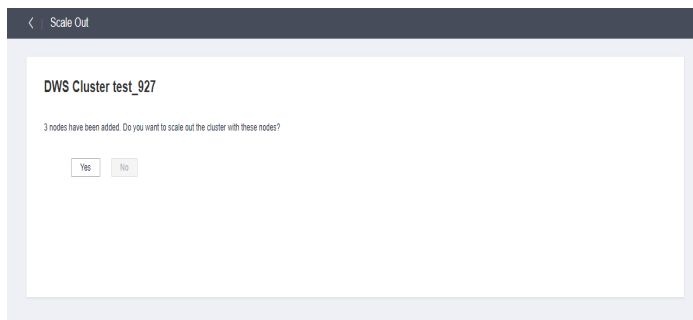 Scale Out
DWS Cluster test_927
3 nodes have been added. Do you want to scale out the cluster with these nodes?
Yes No